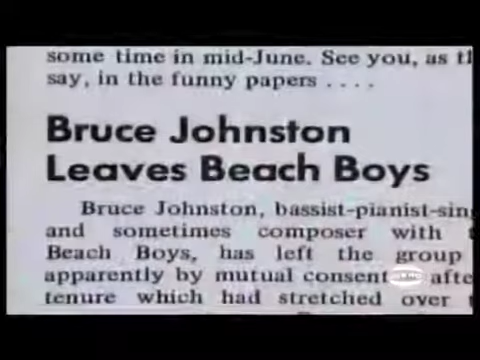 some time in mid-June. See you, as
say, in the funny papers . . . .
Bruce Johnston
Leaves Beach Boys
Bruce Johnston, bassist-pianist-sin
and sometimes composer with
Beach Boys, has left the group
apparently by mutual consent afte
tenure which had stretched over